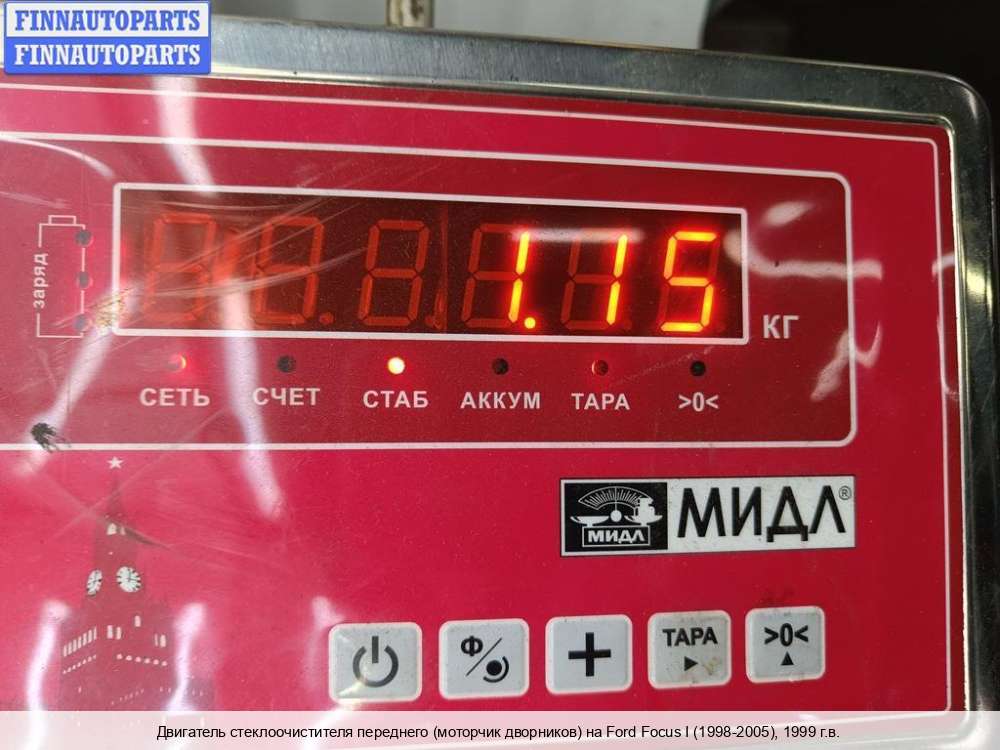 FINNAUTOPARTS
FINNAUTOPARTS
заряд
1.15
КГ
СЕТЬ СЧЕТ СТАБ АККУМ ТАРА >0<
МИДЛ МИДЛ®
Ф/ + ТАРА >0<
Двигатель стеклоочистителя переднего (моторчик дворников) на Ford Focus I (1998-2005), 1999 г.в.